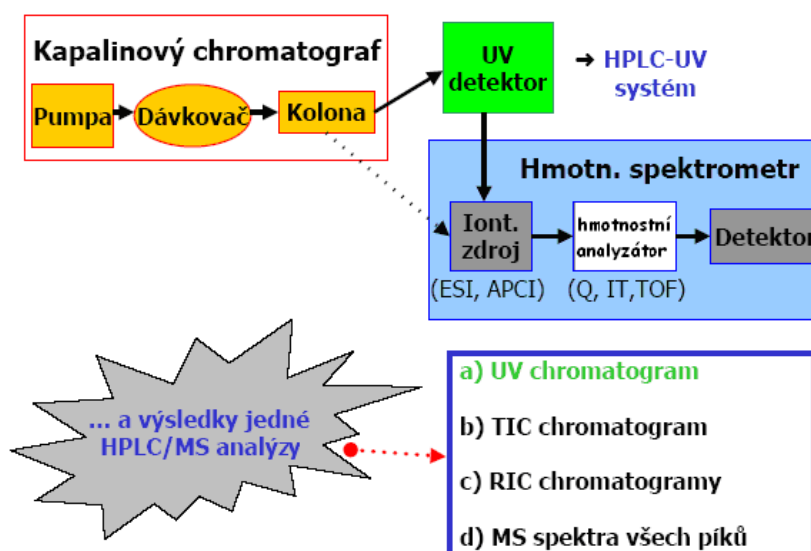 Kapalinový chromatograf
Pumpa
Dávkovač
Kolona
UV
detektor
→ HPLC-UV
systém
Hmotn. spektrometr
Iont.
zdroj
hmotnostní
analyzátor
Detektor
(ESI, APCI)
(Q, IT,TOF)
... a výsledky jedné
HPLC/MS analýzy
a) UV chromatogram
b) TIC chromatogram
c) RIC chromatogramy
d) MS spektra všech píků